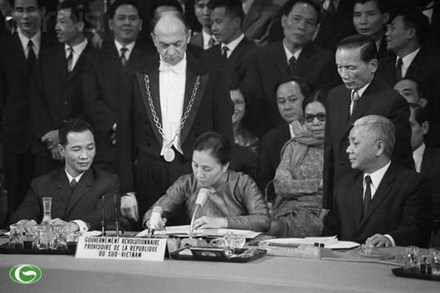 GOUVERNEMENT REVOLUTIONNAIRE
PROVISOIRE DE LA REPUBLIQUE
DU SUD-VIETNAM